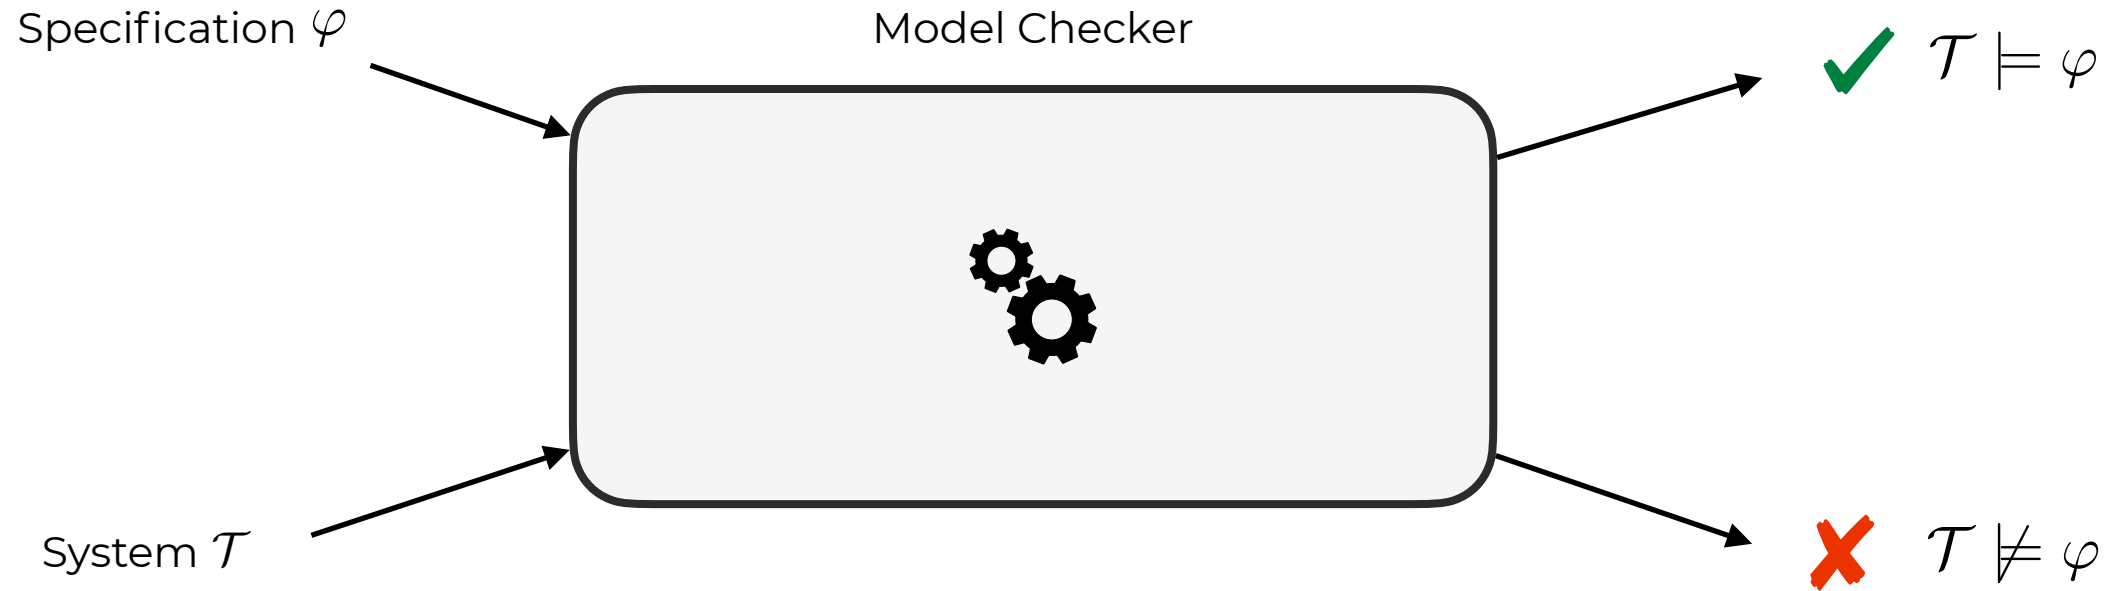 Specification φ
Model Checker
𝒯 ⊨ φ
System 𝒯
𝒯 ⊭ φ